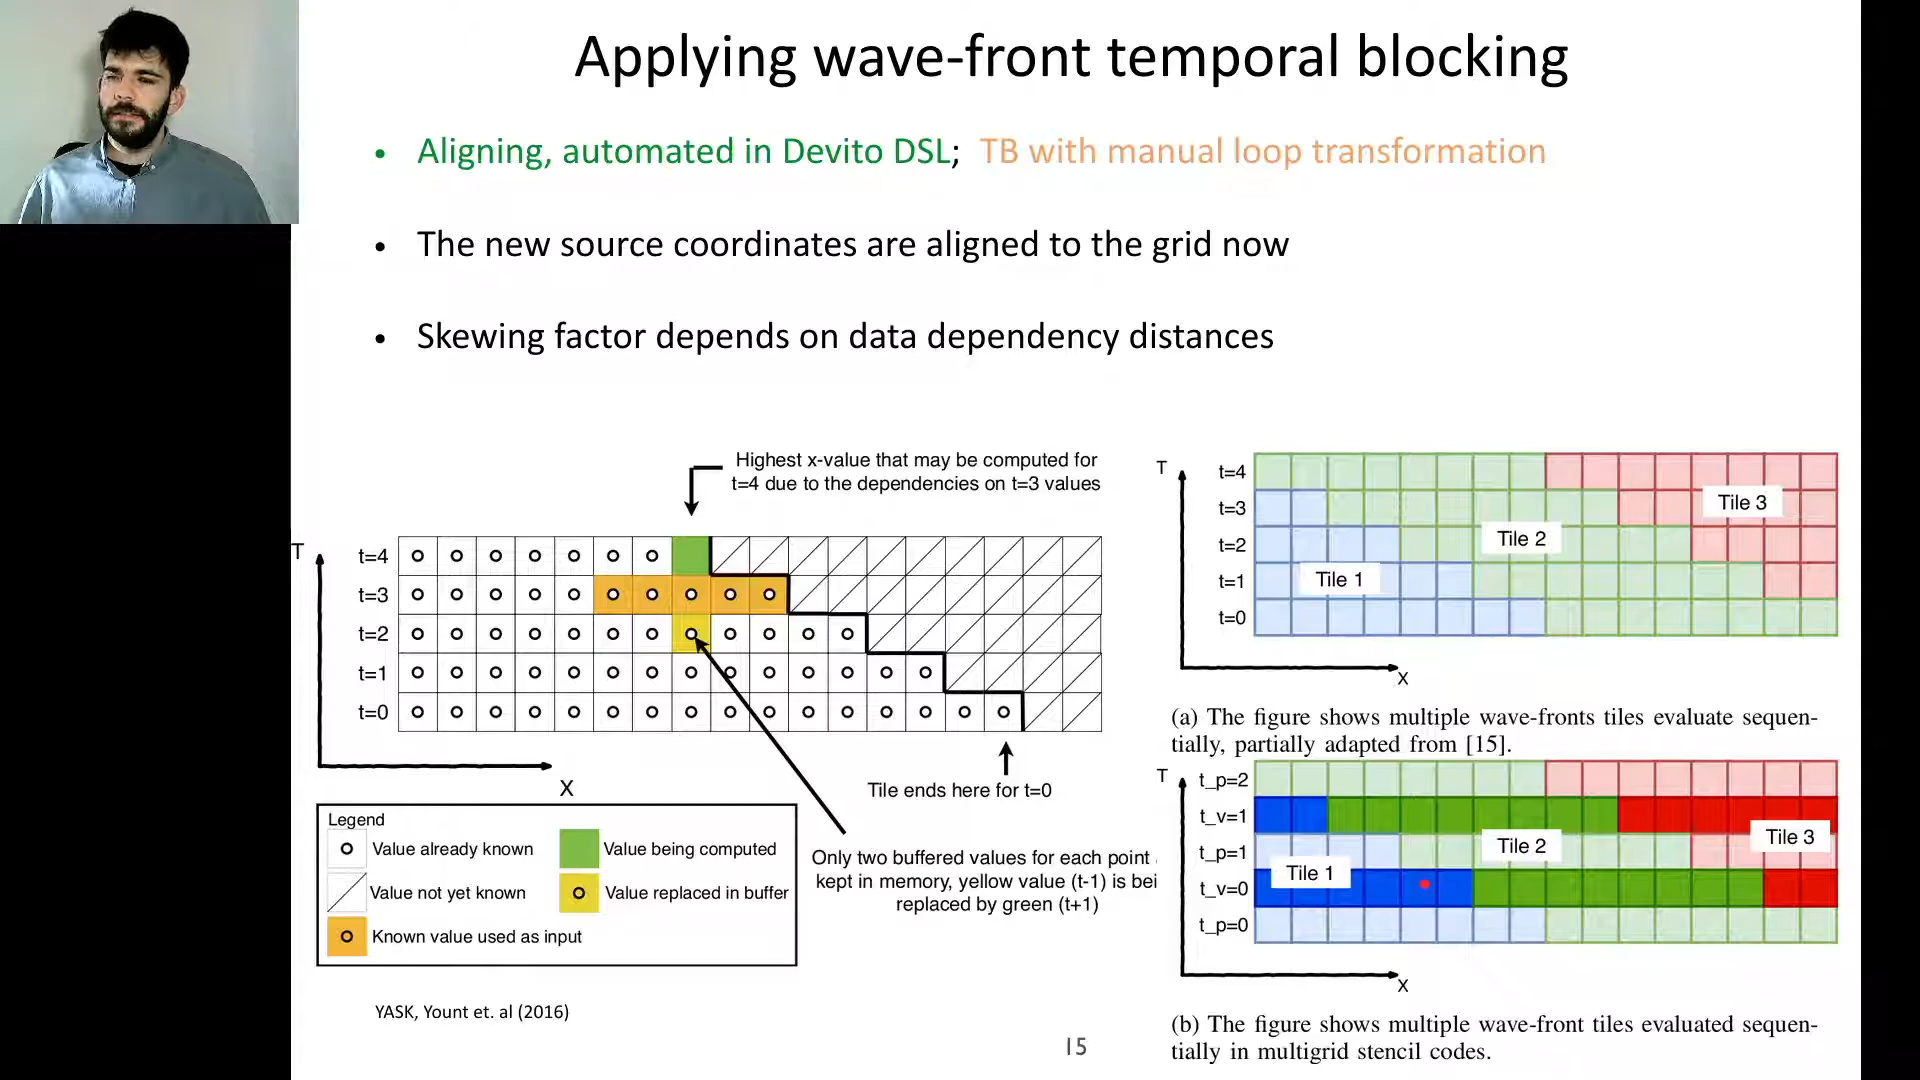 Applying wave-front temporal blocking
• Aligning, automated in Devito DSL; TB with manual loop transformation
• The new source coordinates are aligned to the grid now
• Skewing factor depends on data dependency distances
Highest x-value that may be computed for
t=4 due to the dependencies on t=3 values
T
t=4
t=3
t=2
t=1
t=0
X
Tile ends here for t=0
Legend
Value already known
Value being computed
Value not yet known
Value replaced in buffer
Known value used as input
Only two buffered values for each point
kept in memory, yellow value (t-1) is bei
replaced by green (t+1)
YASK, Yount et. al (2016)
T
t=4
t=3
t=2
t=1
t=0
Tile 1
Tile 2
Tile 3
X
(a) The figure shows multiple wave-fronts tiles evaluate sequen-
tially, partially adapted from [15].
T
t_p=2
t_v=1
t_p=1
t_v=0
t_p=0
Tile 1
Tile 2
Tile 3
X
(b) The figure shows multiple wave-front tiles evaluated sequen-
tially in multigrid stencil codes.
15